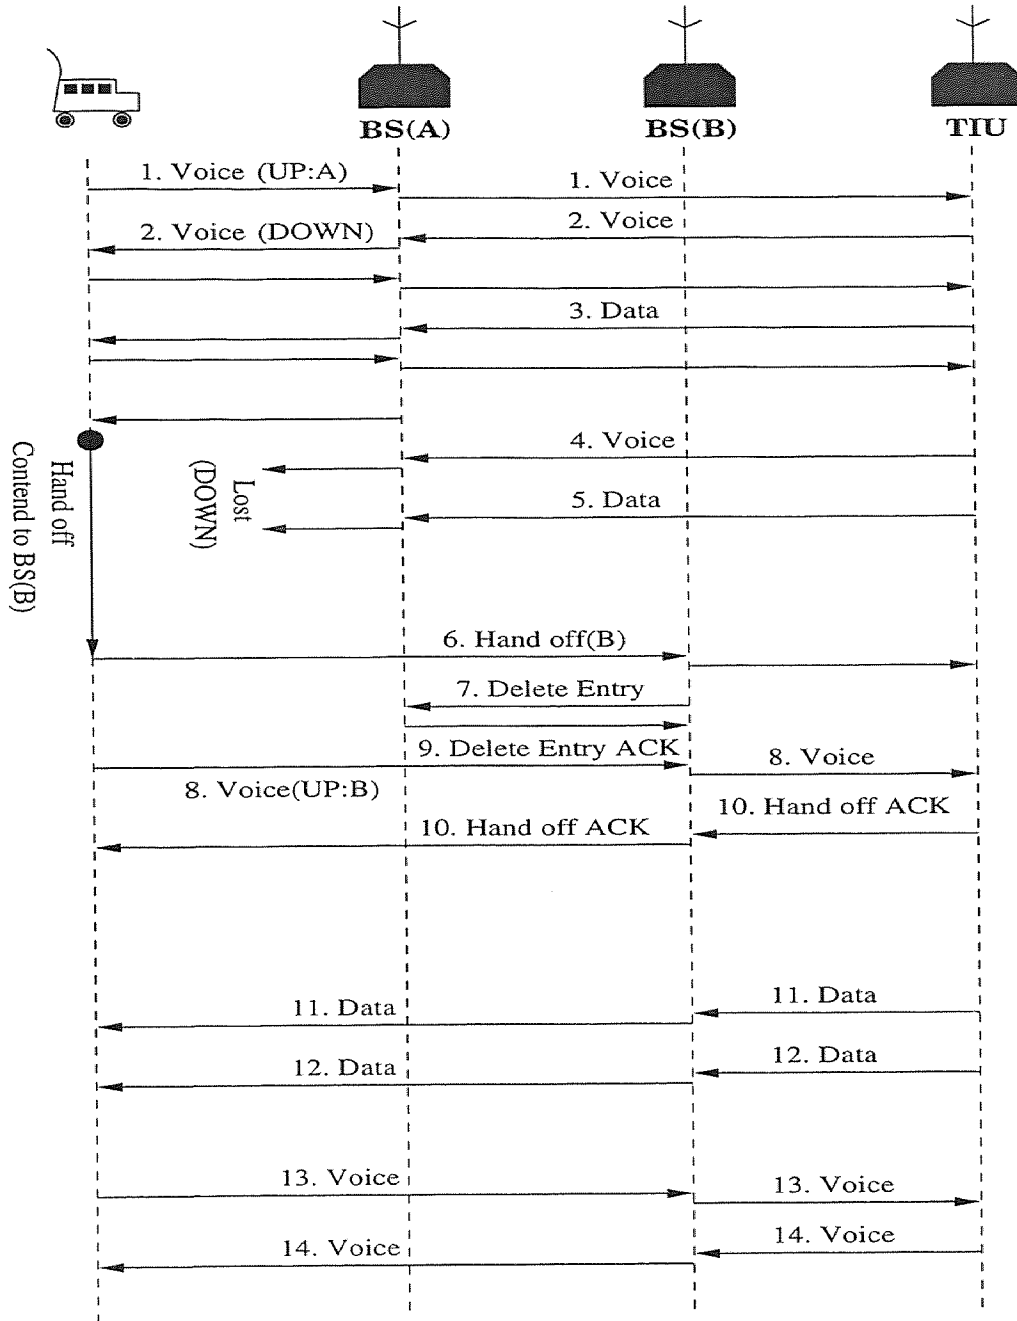 BS(A)
BS(B)
TIU
1. Voice (UP:A)
1. Voice
2. Voice (DOWN)
2. Voice
3. Data
4. Voice
Lost
(DOWN)
5. Data
Hand off
Contend to BS(B)
6. Hand off(B)
7. Delete Entry
9. Delete Entry ACK
8. Voice
8. Voice(UP:B)
10. Hand off ACK
10. Hand off ACK
11. Data
11. Data
12. Data
12. Data
13. Voice
13. Voice
14. Voice
14. Voice